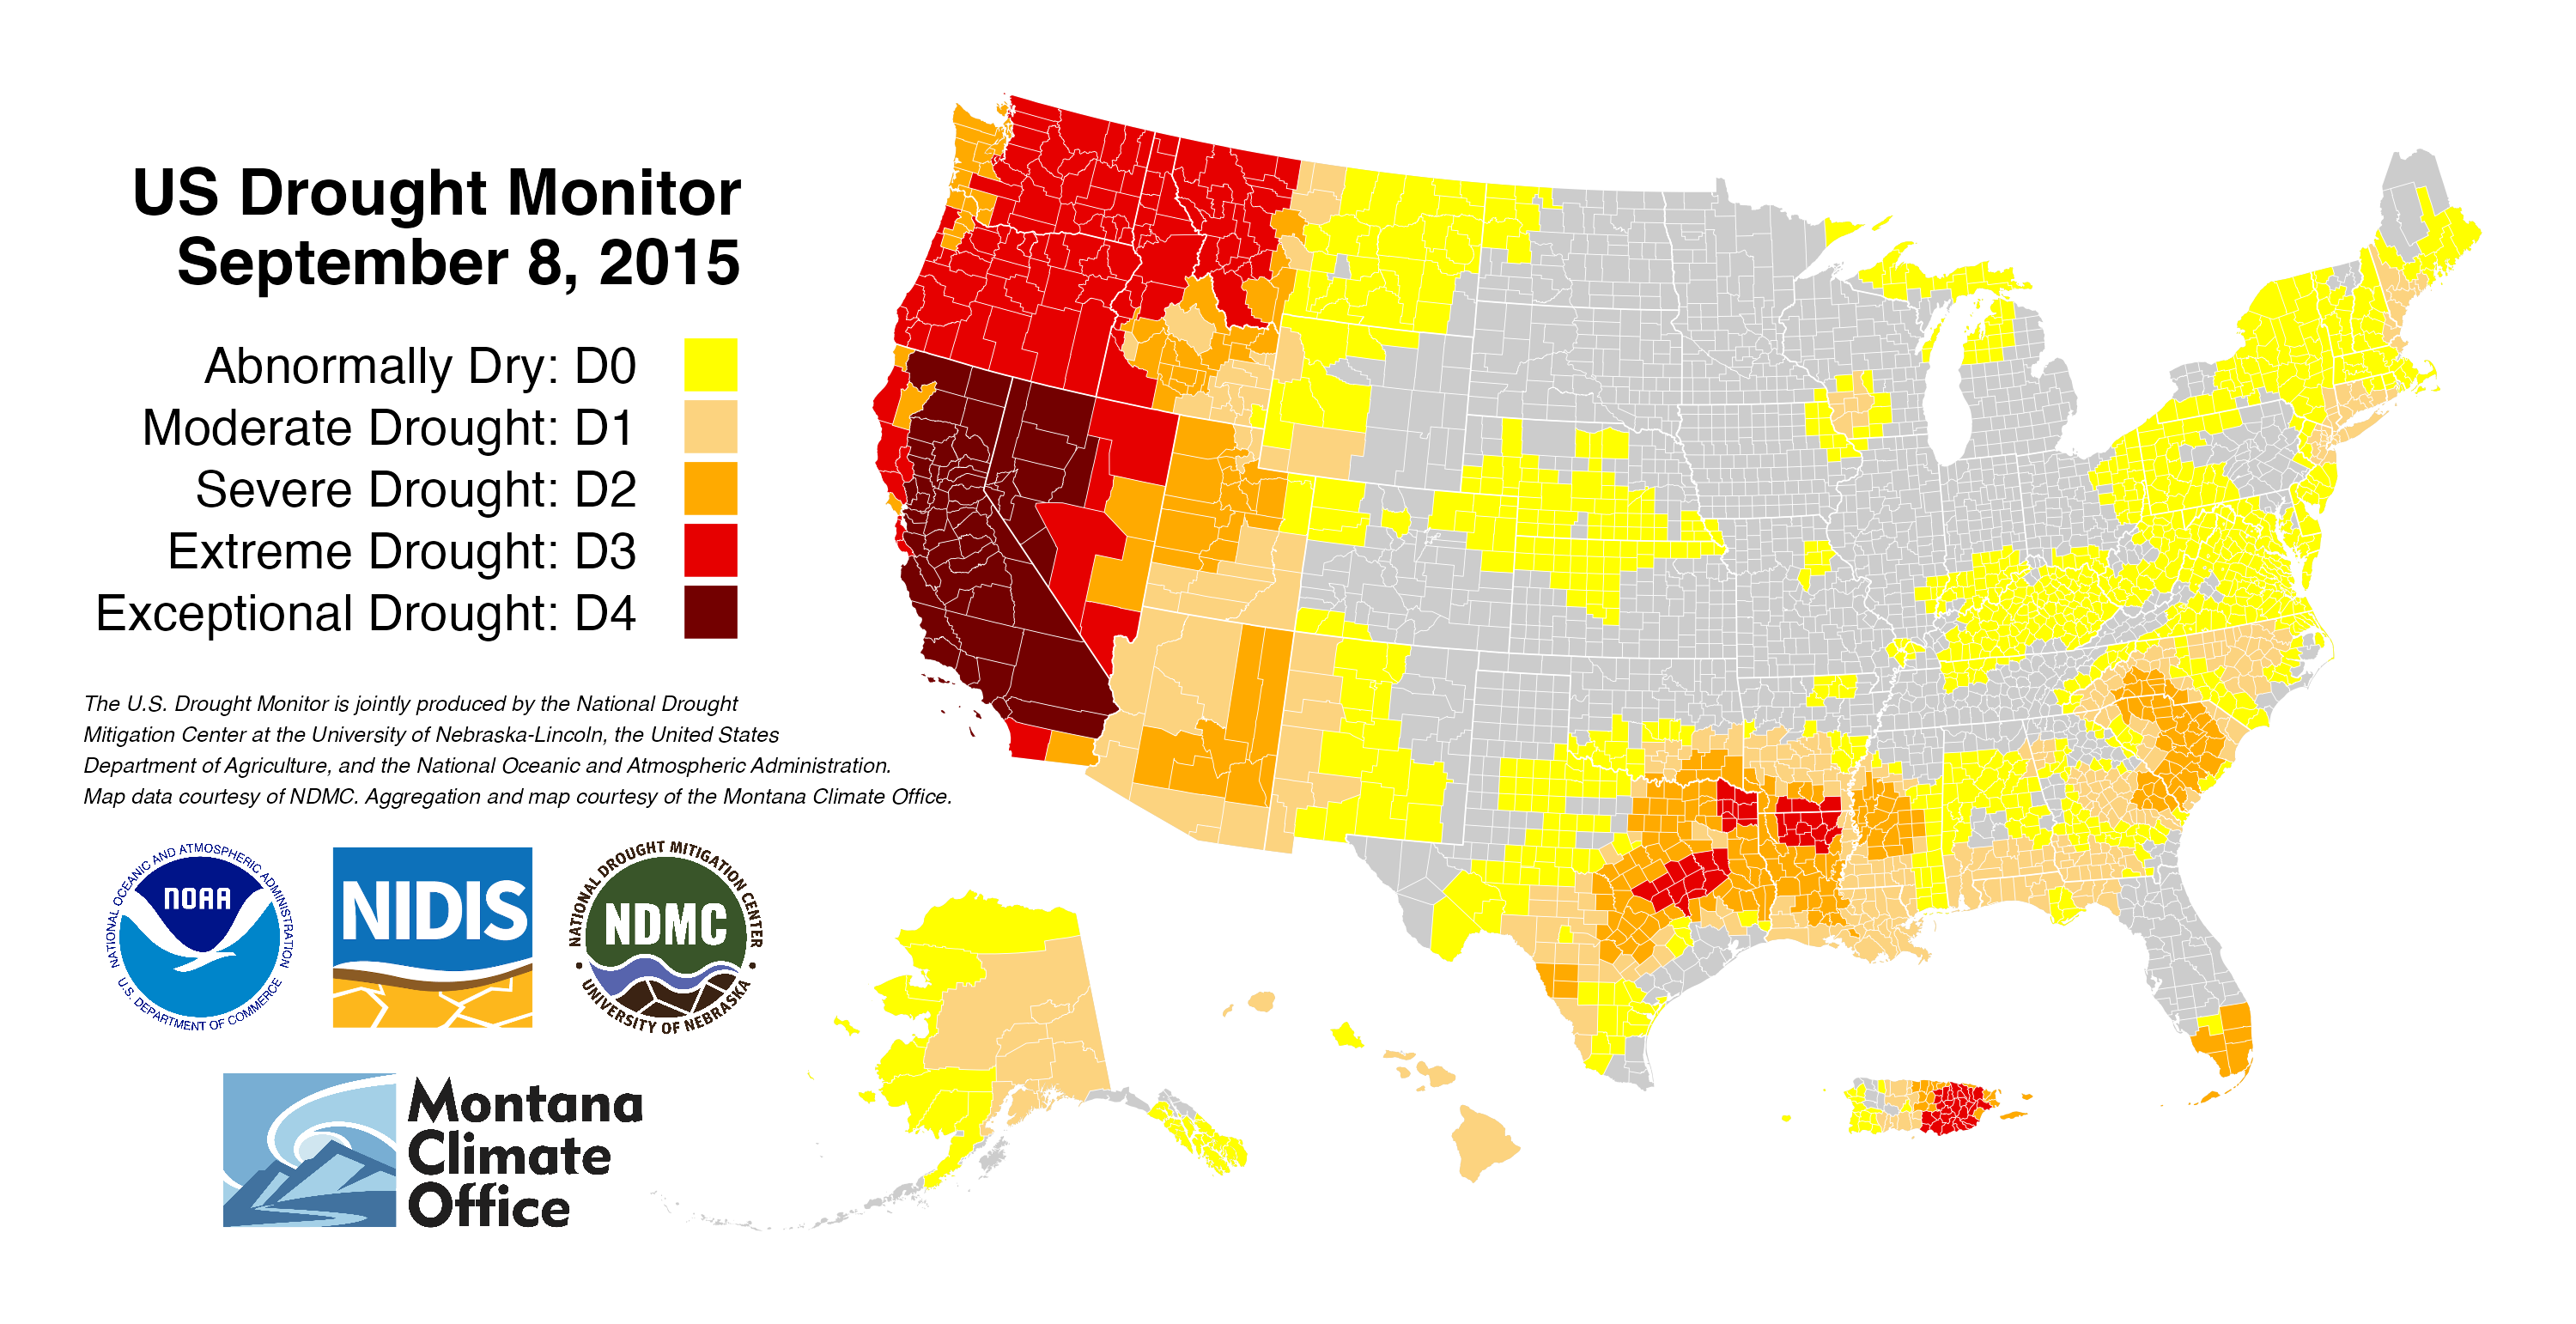 US Drought Monitor
September 8, 2015
Abnormally Dry: D0
Moderate Drought: D1
Severe Drought: D2
Extreme Drought: D3
Exceptional Drought: D4
The U.S. Drought Monitor is jointly produced by the National Drought
Mitigation Center at the University of Nebraska-Lincoln, the United States
Department of Agriculture, and the National Oceanic and Atmospheric Administration.
Map data courtesy of NDMC. Aggregation and map courtesy of the Montana Climate Office.
NATIONAL OCEANIC AND ATMOSPHERIC ADMINISTRATION
NOAA
U.S. DEPARTMENT OF COMMERCE
NIDIS
NATIONAL DROUGHT MITIGATION CENTER
NDMC
UNIVERSITY OF NEBRASKA
Montana
Climate
Office